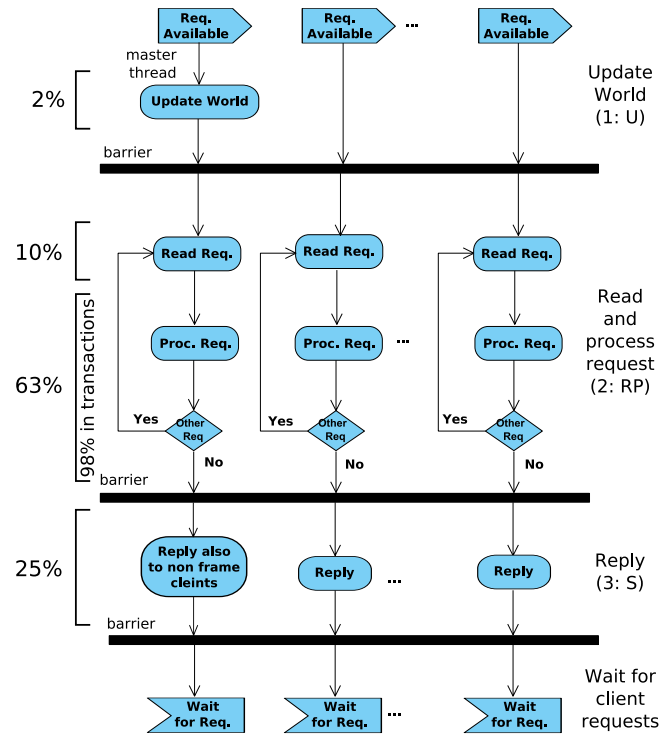 Req.
Available
Req.
Available
...
Req.
Available
master
thread
2%
Update World
Update
World
(1: U)
barrier
10%
Read Req.
Read Req.
Read Req.
63%
98% in transactions
Proc. Req.
Proc. Req.
...
Proc. Req.
Read and
process
request
(2: RP)
Yes
Other
Req
Yes
Other
Req
Yes
Other
Req
No
No
No
barrier
25%
Reply also
to non frame
cleints
Reply
...
Reply
Reply
(3: S)
barrier
Wait
for Req.
Wait
for Req.
...
Wait
for Req.
Wait for
client
requests